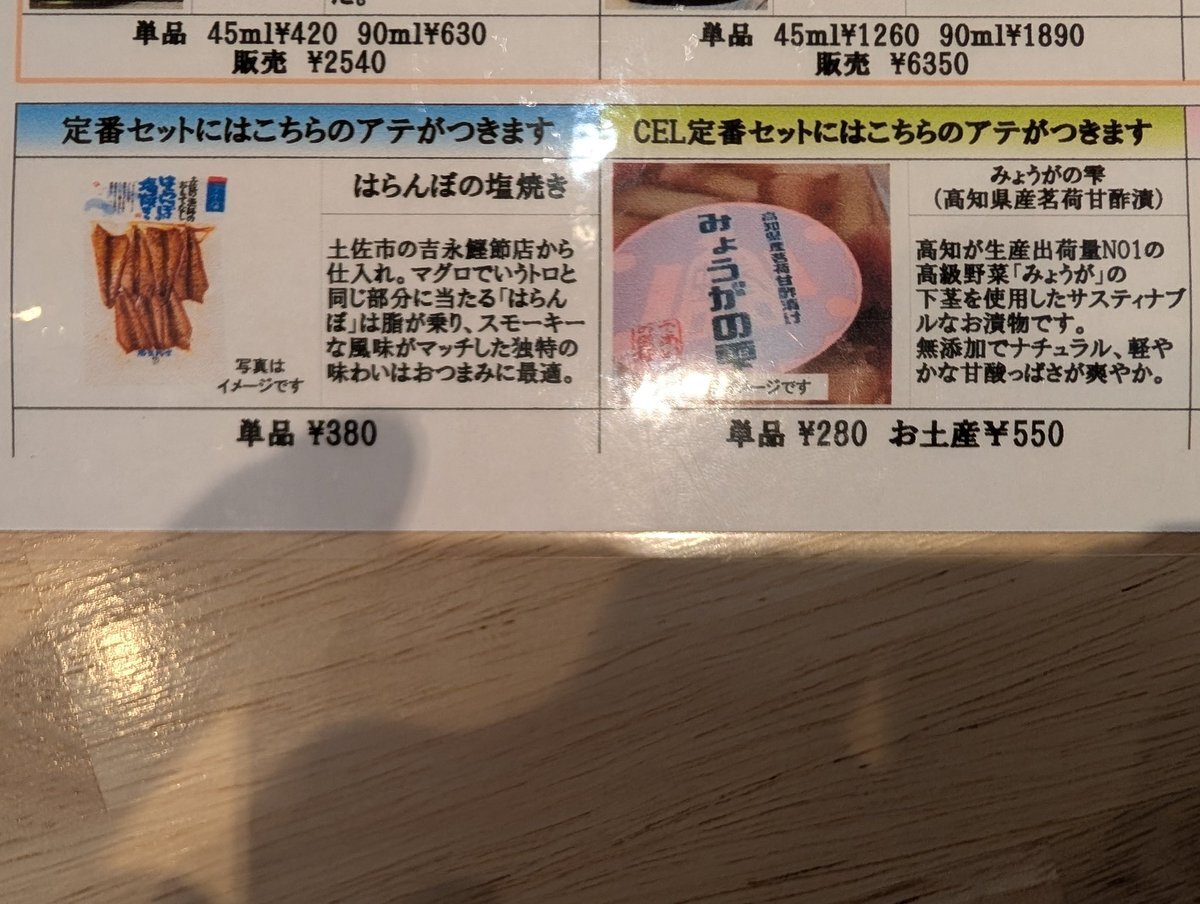 単品 45ml¥420 90ml¥630
販売 ¥2540
単品 45ml¥1260 90ml¥1890
販売 ¥6350
定番セットにはこちらのアテがつきます
はらんぼの塩焼き
土佐市の吉永鰹節店から
仕入れ。マグロでいうトロと
同じ部分に当たる「はらん
ぼ」は脂が乗り、スモーキー
な風味がマッチした独特の
味わいはおつまみに最適。
写真は
イメージです
単品 ¥380
CEL定番セットにはこちらのアテがつきます
みょうがの雫
(高知県産茗荷甘酢漬)
高知県産茗荷甘酢漬け
みょうがの雫
高知が生産出荷量NO1の
高級野菜「みょうが」の
下茎を使用したサスティナブ
ルなお漬物です。
無添加でナチュラル、軽や
かな甘酸っぱさが爽やか。
ージです
単品 ¥280 お土産¥550